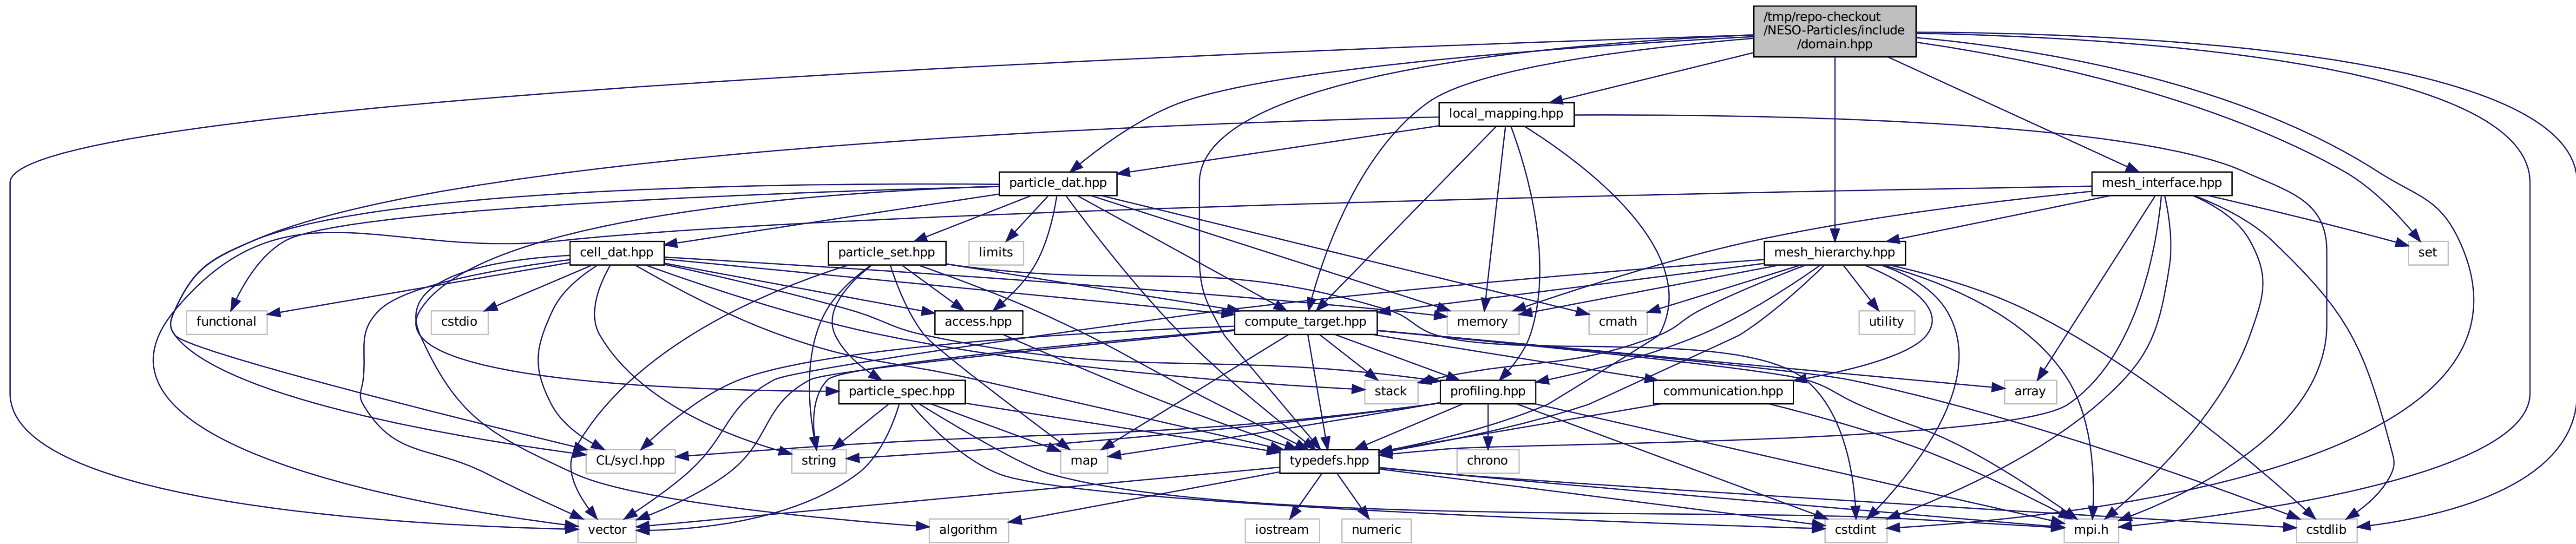 /tmp/repo-checkout
/NESO-Particles/include
/domain.hpp
local_mapping.hpp
particle_dat.hpp
mesh_interface.hpp
cell_dat.hpp
particle_set.hpp
limits
mesh_hierarchy.hpp
set
functional
cstdio
access.hpp
compute_target.hpp
memory
cmath
utility
particle_spec.hpp
stack
profiling.hpp
communication.hpp
array
CL/sycl.hpp
string
map
typedefs.hpp
chrono
vector
algorithm
iostream
numeric
cstdint
mpi.h
cstdlib